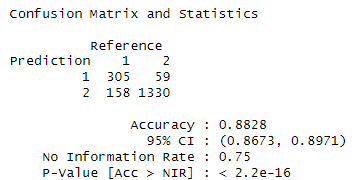 Confusion Matrix and Statistics
Reference
Prediction 1 2
1 305 59
2 158 1330
Accuracy : 0.8828
95% CI : (0.8673, 0.8971)
No Information Rate : 0.75
P-Value [Acc > NIR] : < 2.2e-16